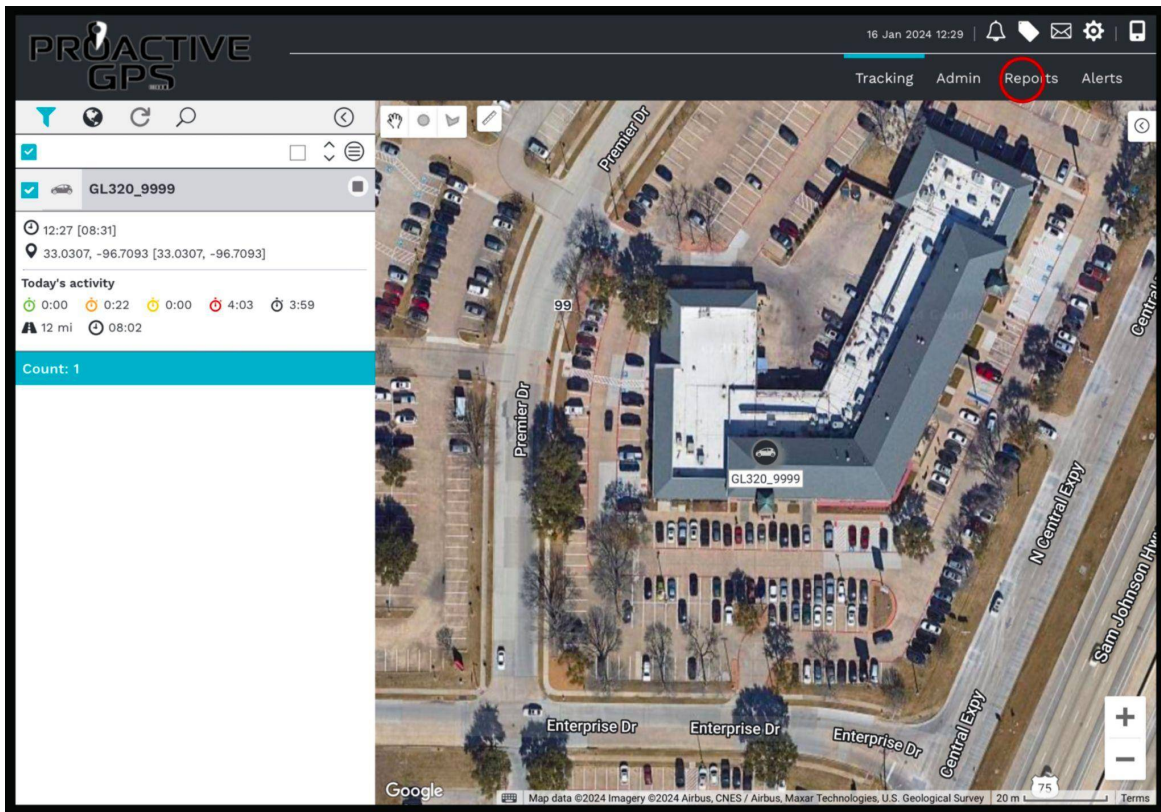 PROACTIVE
GPS
16 Jan 2024 12:29
Tracking Admin Reports Alerts
GL320_9999
12:27 [08:31]
33.0307, -96.7093 [33.0307, -96.7093]
Today's activity
0:00 0:22 0:00 4:03 3:59
12 mi 08:02
Count: 1
Premier Dr
99
Premier Dr
GL320_9999
Central
N Central Expy
Sam Johnson Hwy
Enterprise Dr Enterprise Dr Enterprise Dr
Central Expy
75
Google
Map data ©2024 Imagery ©2024 Airbus, CNES / Airbus, Maxar Technologies, U.S. Geological Survey 20 m Terms